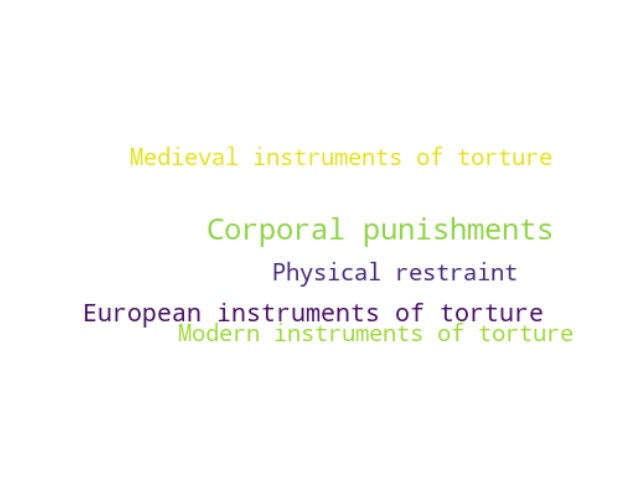 Medieval instruments of torture
Corporal punishments
Physical restraint
European instruments of torture
Modern instruments of torture